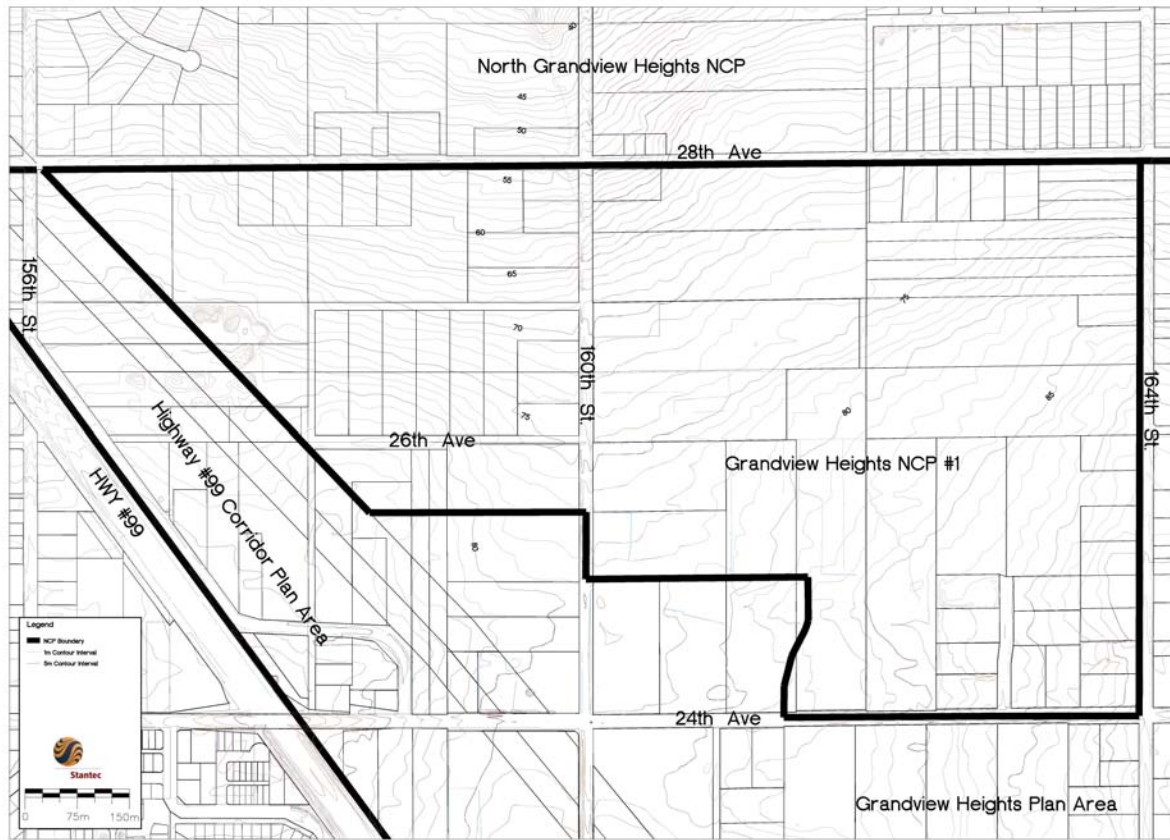 North Grandview Heights NCP
45
50
28th Ave
55
60
65
156th St.
75
70
160th St.
164th St.
75
80
85
Highway #99 Corridor Plan Area
26th Ave
Grandview Heights NCP #1
HWY #99
80
Legend
NCP Boundary
1m Contour Interval
5m Contour Interval
24th Ave
Stantec
0 75m 150m
Grandview Heights Plan Area